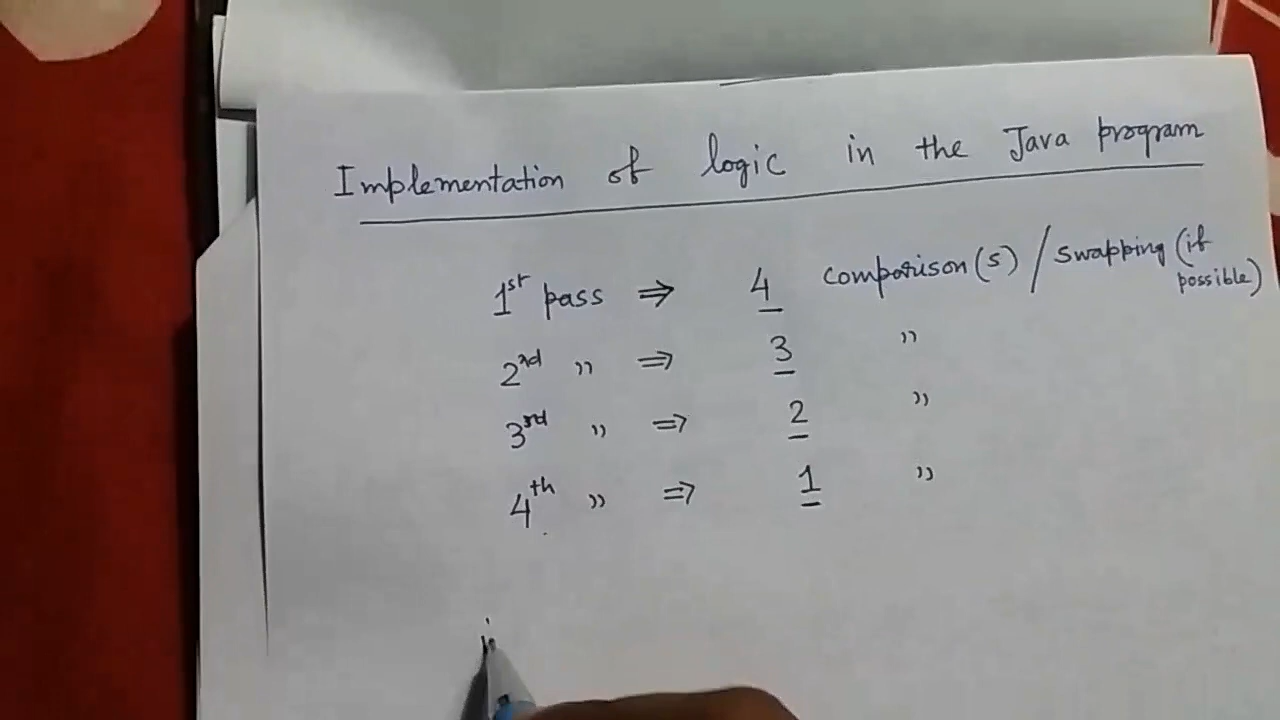 Implementation of logic in the Java program
1st pass ⇒ 4 comparison(s) / swapping (if possible)
2nd " ⇒ 3 "
3rd " ⇒ 2 "
4th " ⇒ 1 "